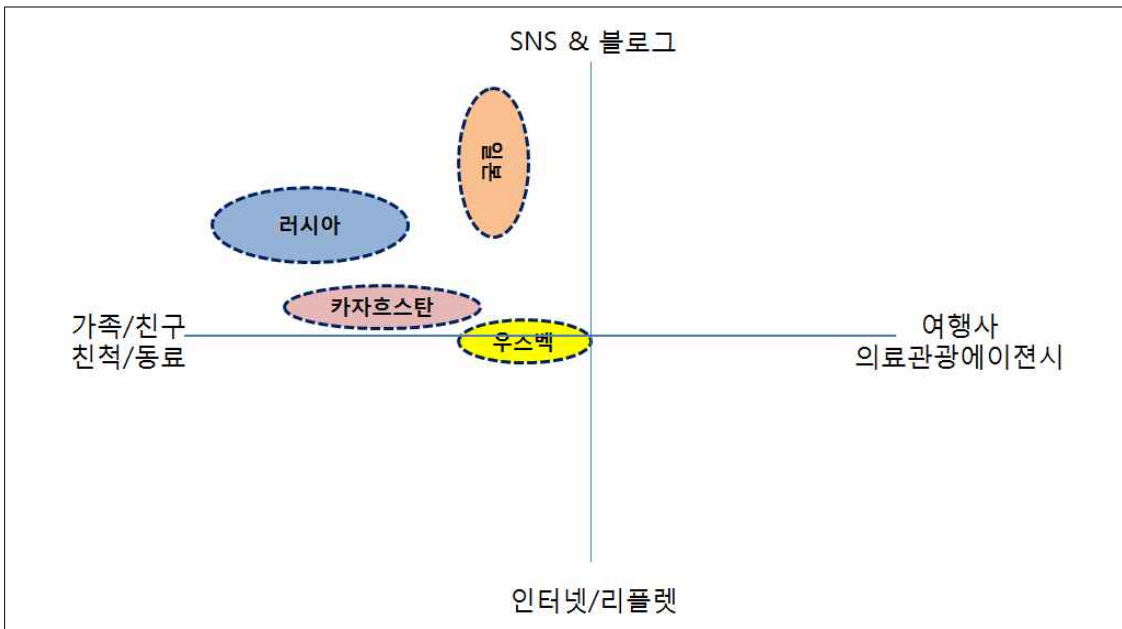 SNS & 블로그
일본
러시아
카자흐스탄
가족/친구
친척/동료
우즈벡
여행사
의료관광에이젼시
인터넷/리플렛